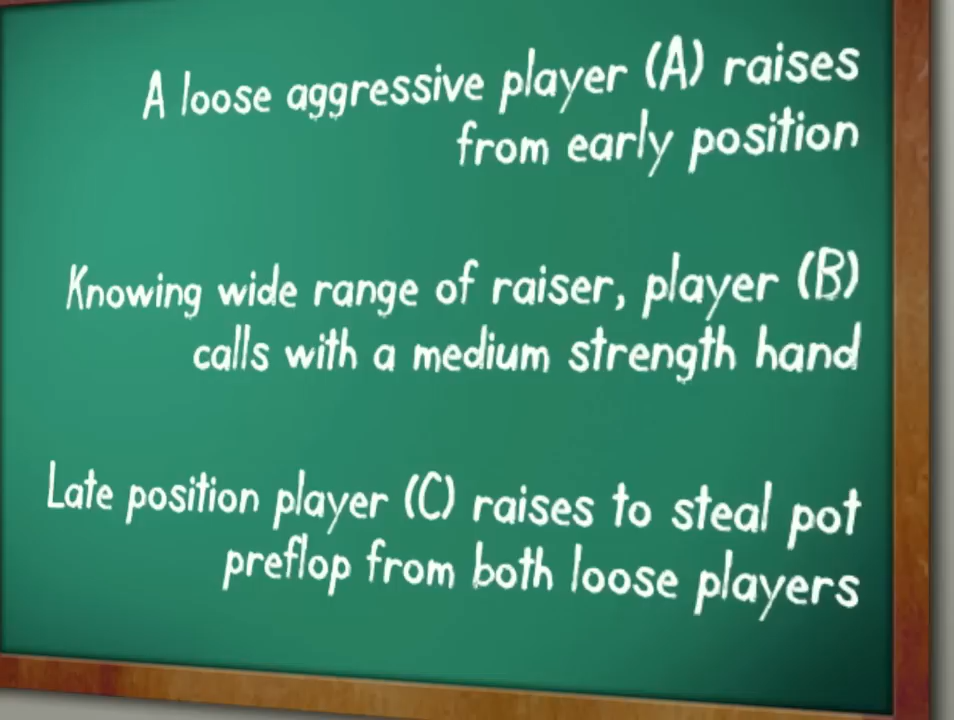 A loose aggressive player (A) raises
from early position
Knowing wide range of raiser, player (B)
calls with a medium strength hand
Late position player (C) raises to steal pot
preflop from both loose players